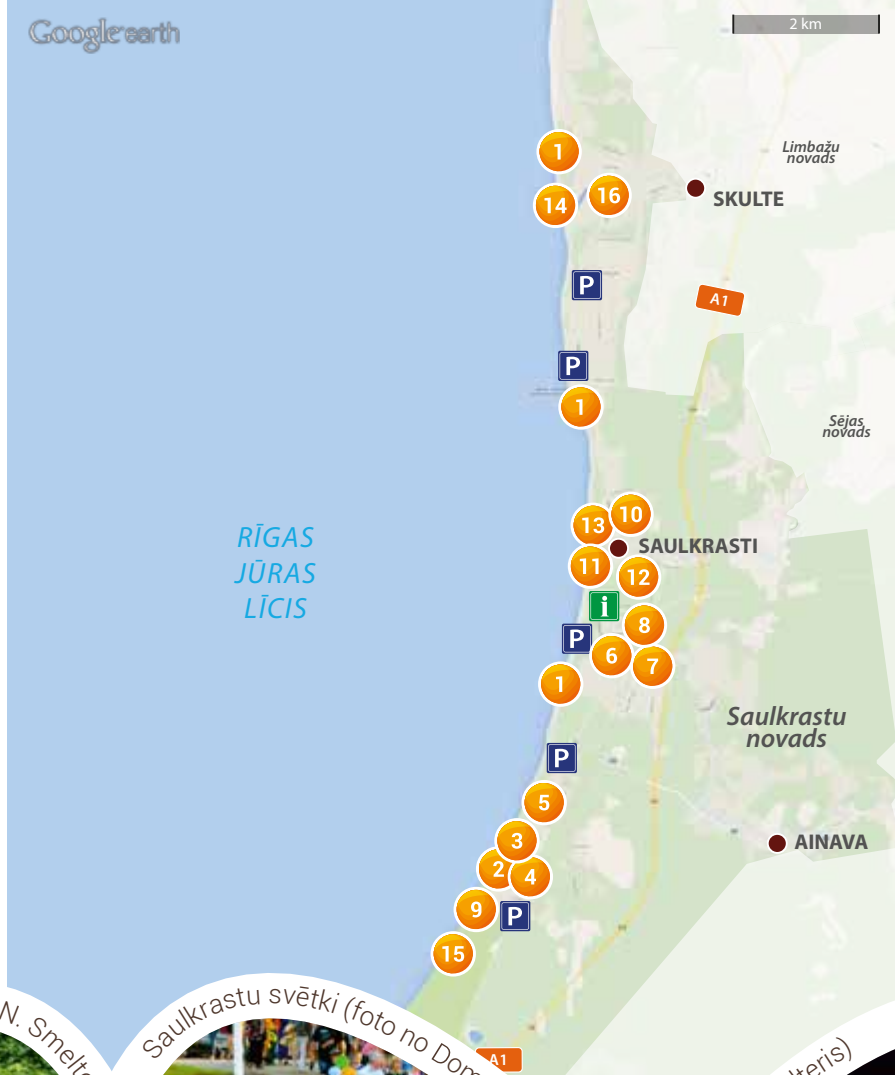 Google earth
2 km
Limbažu
novads
1
16
14
SKULTE
P
A1
P
1
Sējas
novads
10
13
SAULKRASTI
11
12
i
8
P
6
7
1
RĪGAS
JŪRAS
LĪCIS
Saulkrastu
novads
P
5
3
2
4
AINAVA
9
P
15
N. Smelte
Saulkrastu svētki (foto no Dom
A1
lteris)